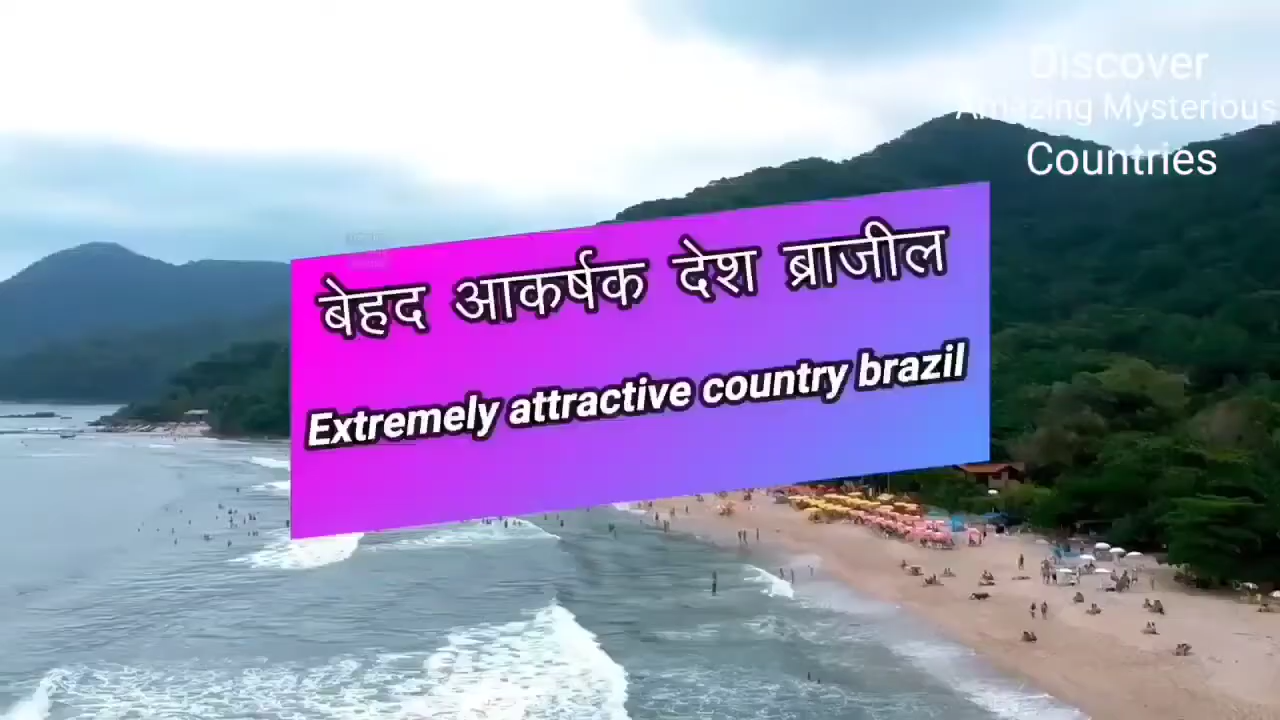 Discover
Amazing Mysterious
Countries
बेहद आकर्षक देश ब्राजील
Extremely attractive country brazil